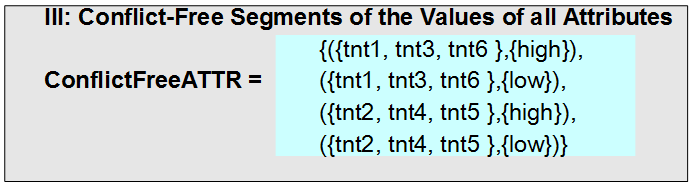 III: Conflict-Free Segments of the Values of all Attributes
{({tnt1, tnt3, tnt6 },{high}),
ConflictFreeATTR = ({tnt1, tnt3, tnt6 },{low}),
({tnt2, tnt4, tnt5 },{high}),
({tnt2, tnt4, tnt5 },{low})}